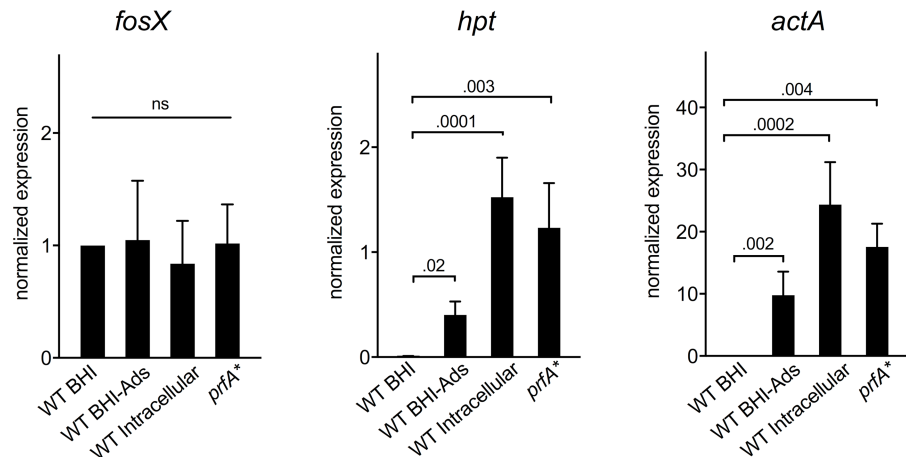 fosX
normalized expression
2
1
0
ns
WT BHI
WT BHI-Ads
WT Intracellular
prfA*
hpt
normalized expression
2
1
0
.003
.0001
.02
WT BHI
WT BHI-Ads
WT Intracellular
prfA*
actA
normalized expression
40
30
20
10
0
.004
.0002
.002
WT BHI
WT BHI-Ads
WT Intracellular
prfA*